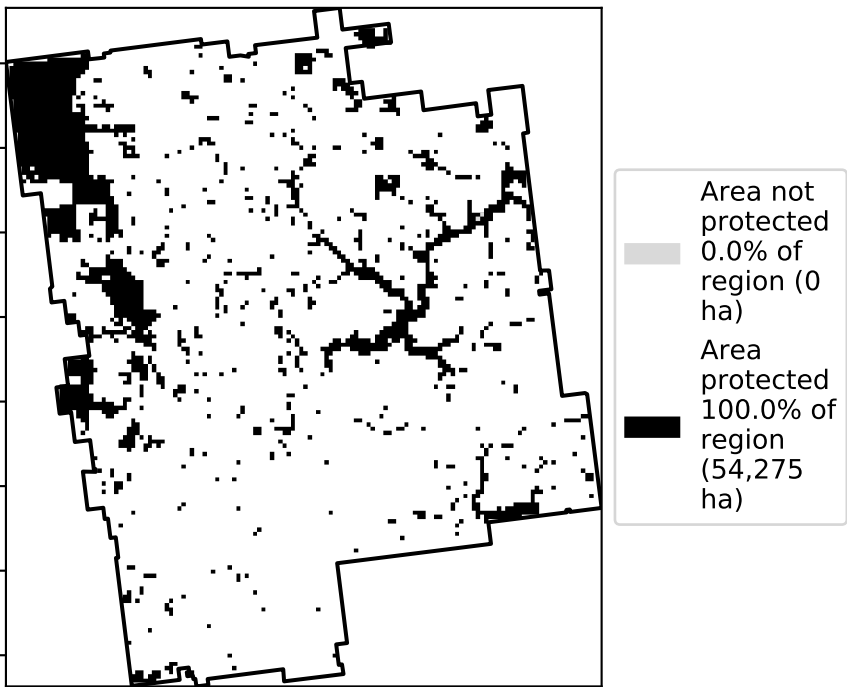 Area not
protected
0.0% of
region (0
ha)
Area
protected
100.0% of
region
(54,275
ha)